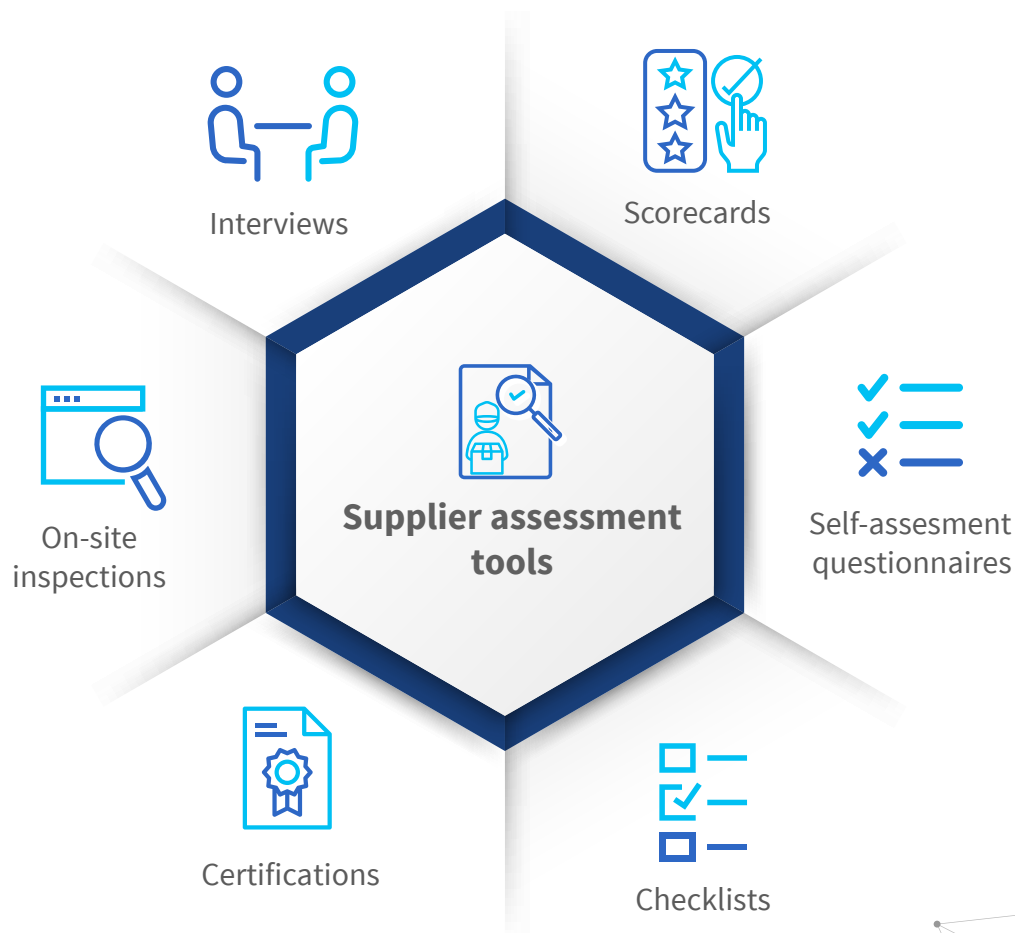 Interviews
Scorecards
Supplier assessment
tools
On-site
inspections
Self-assesment
questionnaires
Certifications
Checklists